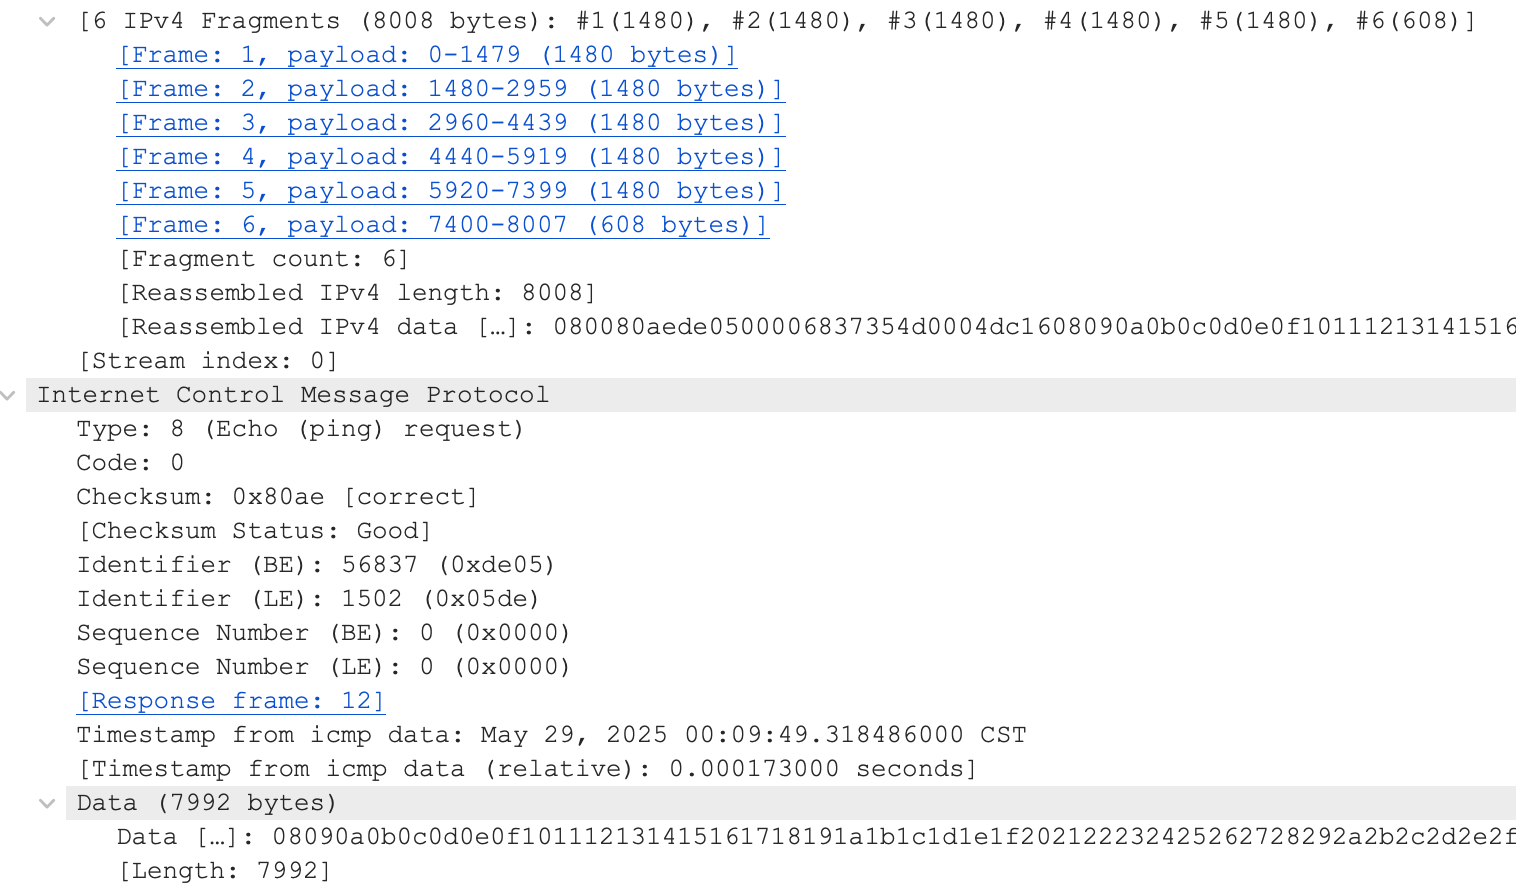 [6 IPv4 Fragments (8008 bytes): #1(1480), #2(1480), #3(1480), #4(1480), #5(1480), #6(608)]
[Frame: 1, payload: 0-1479 (1480 bytes)]
[Frame: 2, payload: 1480-2959 (1480 bytes)]
[Frame: 3, payload: 2960-4439 (1480 bytes)]
[Frame: 4, payload: 4440-5919 (1480 bytes)]
[Frame: 5, payload: 5920-7399 (1480 bytes)]
[Frame: 6, payload: 7400-8007 (608 bytes)]
[Fragment count: 6]
[Reassembled IPv4 length: 8008]
[Reassembled IPv4 data […]: 080080aede0500006837354d0004dc1608090a0b0c0d0e0f10111213141516
[Stream index: 0]
Internet Control Message Protocol
Type: 8 (Echo (ping) request)
Code: 0
Checksum: 0x80ae [correct]
[Checksum Status: Good]
Identifier (BE): 56837 (0xde05)
Identifier (LE): 1502 (0x05de)
Sequence Number (BE): 0 (0x0000)
Sequence Number (LE): 0 (0x0000)
[Response frame: 12]
Timestamp from icmp data: May 29, 2025 00:09:49.318486000 CST
[Timestamp from icmp data (relative): 0.000173000 seconds]
Data (7992 bytes)
Data […]: 08090a0b0c0d0e0f101112131415161718191a1b1c1d1e1f202122232425262728292a2b2c2d2e2f
[Length: 7992]